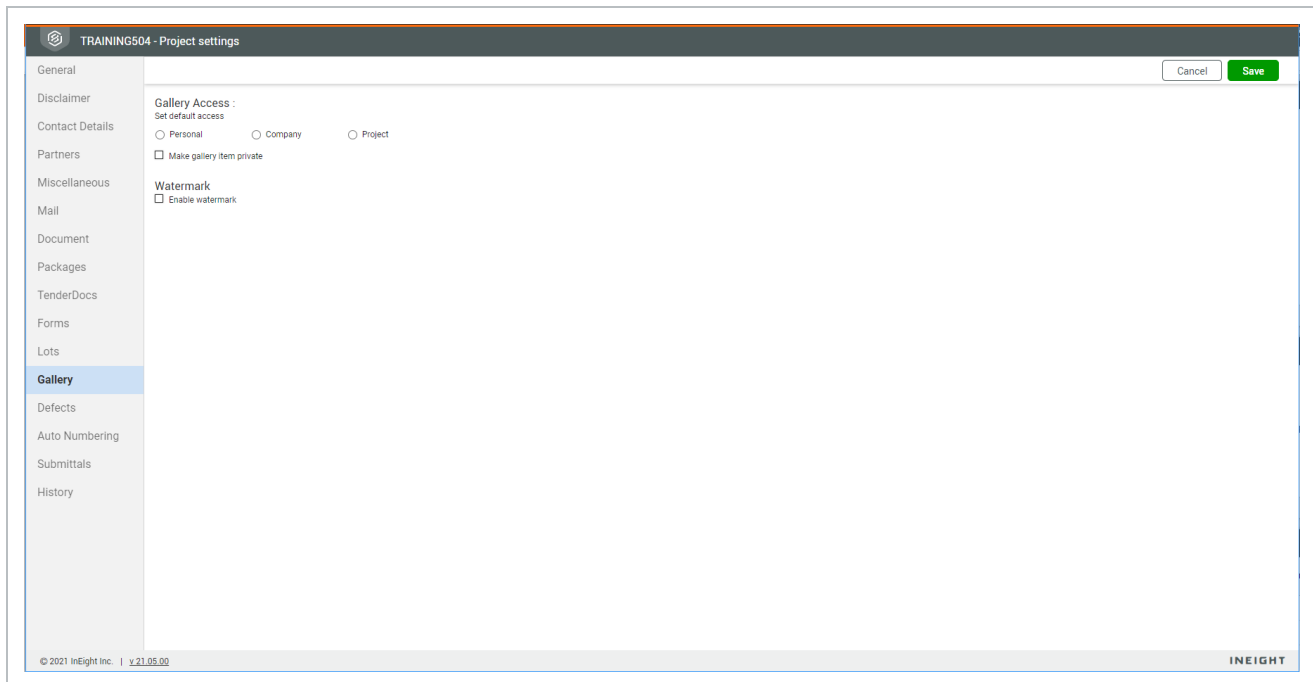 TRAINING504 - Project settings
General
Disclaimer
Contact Details
Partners
Miscellaneous
Mail
Document
Packages
TenderDocs
Forms
Lots
Gallery
Defects
Auto Numbering
Submittals
History
Cancel Save
Gallery Access :
Set default access
Personal Company Project
Make gallery item private
Watermark
Enable watermark
© 2021 InEight Inc. | v 21.05.00
INEIGHT